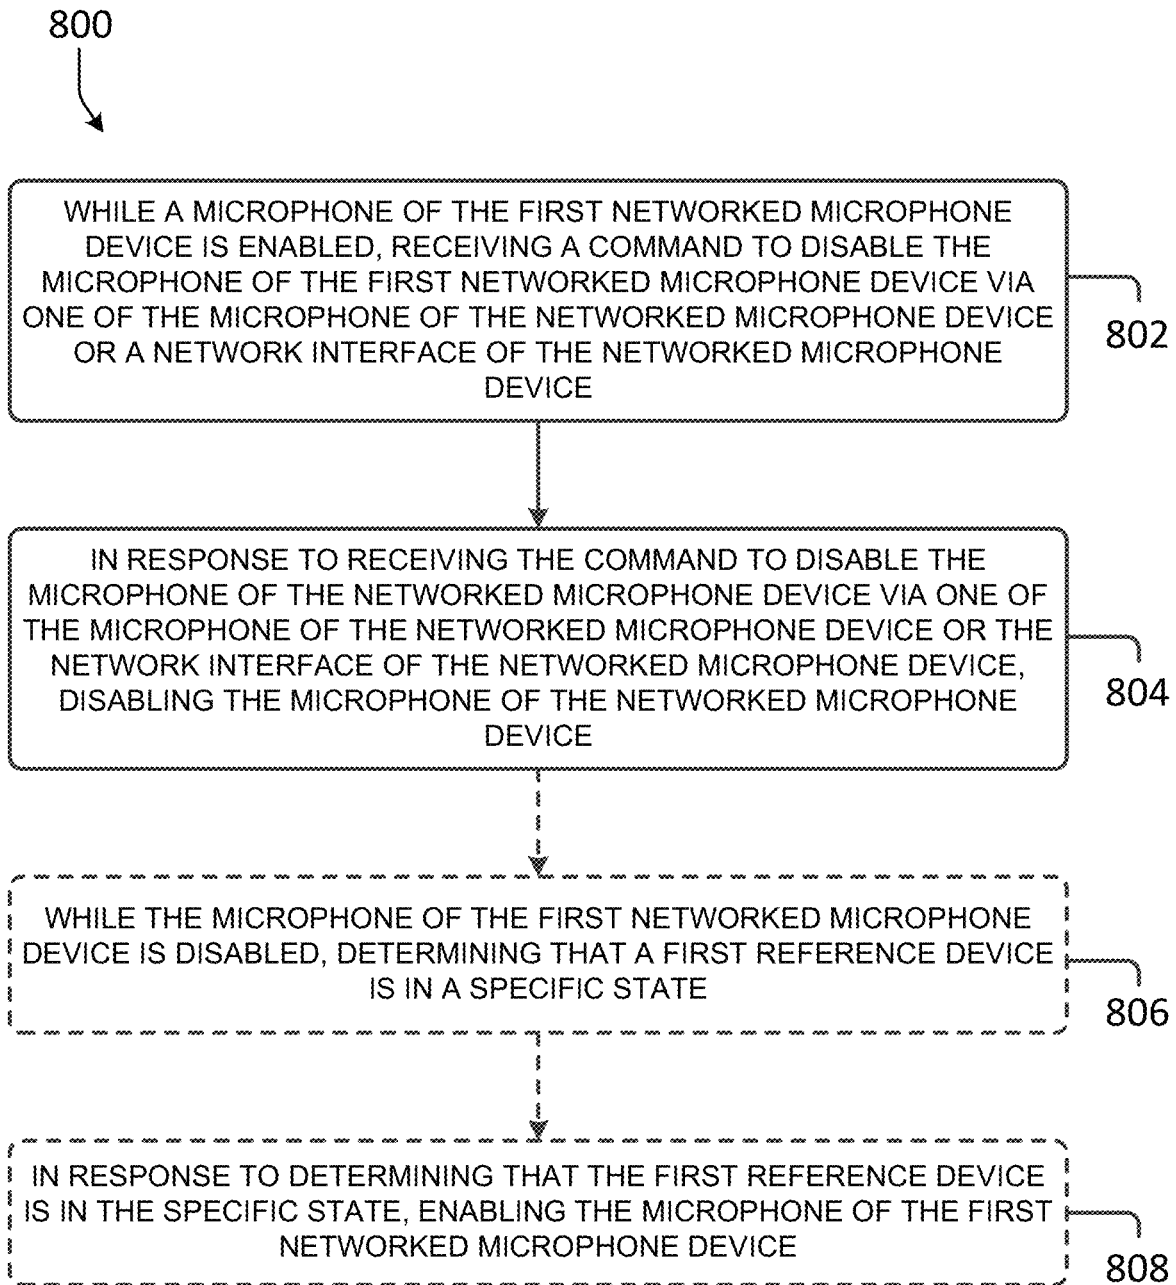 800
WHILE A MICROPHONE OF THE FIRST NETWORKED MICROPHONE
DEVICE IS ENABLED, RECEIVING A COMMAND TO DISABLE THE
MICROPHONE OF THE FIRST NETWORKED MICROPHONE DEVICE VIA
ONE OF THE MICROPHONE OF THE NETWORKED MICROPHONE DEVICE
OR A NETWORK INTERFACE OF THE NETWORKED MICROPHONE
DEVICE
802
IN RESPONSE TO RECEIVING THE COMMAND TO DISABLE THE
MICROPHONE OF THE NETWORKED MICROPHONE DEVICE VIA ONE OF
THE MICROPHONE OF THE NETWORKED MICROPHONE DEVICE OR THE
NETWORK INTERFACE OF THE NETWORKED MICROPHONE DEVICE,
DISABLING THE MICROPHONE OF THE NETWORKED MICROPHONE
DEVICE
804
WHILE THE MICROPHONE OF THE FIRST NETWORKED MICROPHONE
DEVICE IS DISABLED, DETERMINING THAT A FIRST REFERENCE DEVICE
IS IN A SPECIFIC STATE
806
IN RESPONSE TO DETERMINING THAT THE FIRST REFERENCE DEVICE
IS IN THE SPECIFIC STATE, ENABLING THE MICROPHONE OF THE FIRST
NETWORKED MICROPHONE DEVICE
808